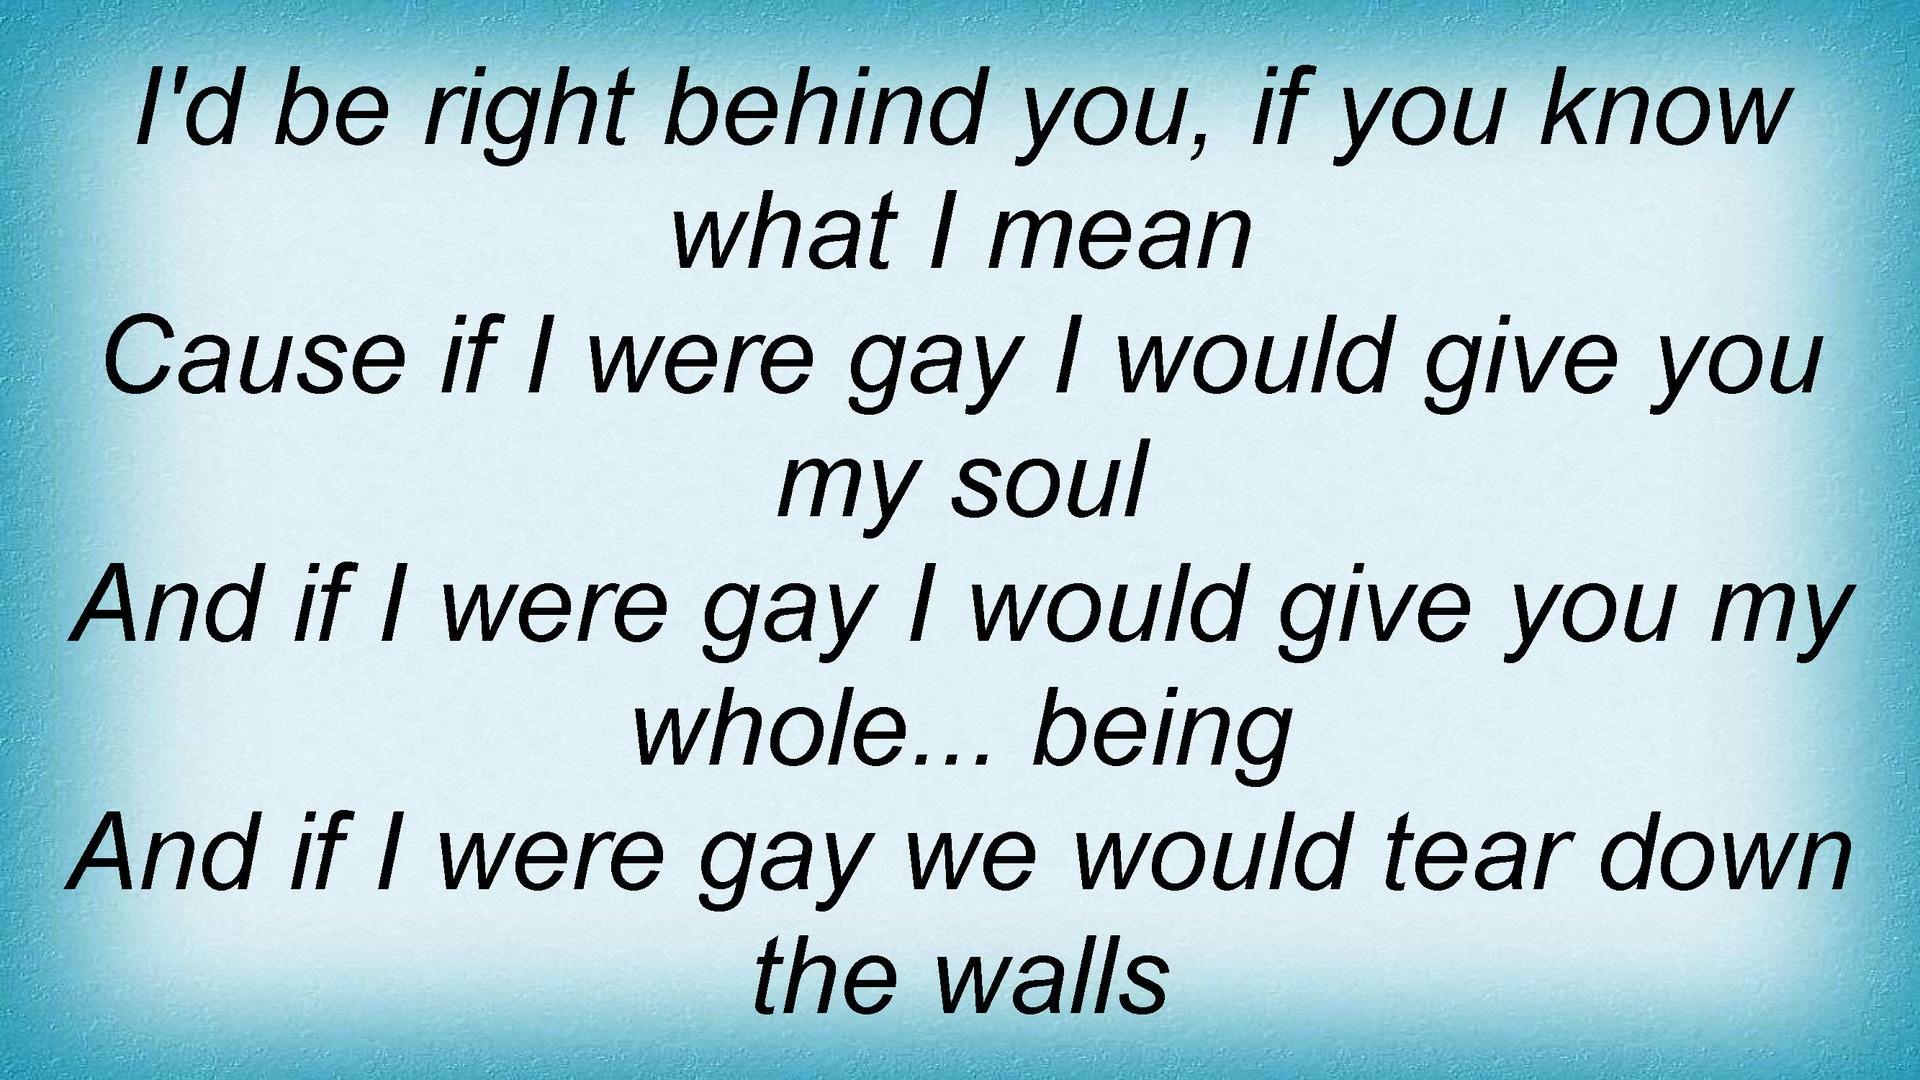 I'd be right behind you, if you know
what I mean
Cause if I were gay I would give you
my soul
And if I were gay I would give you my
whole... being
And if I were gay we would tear down
the walls